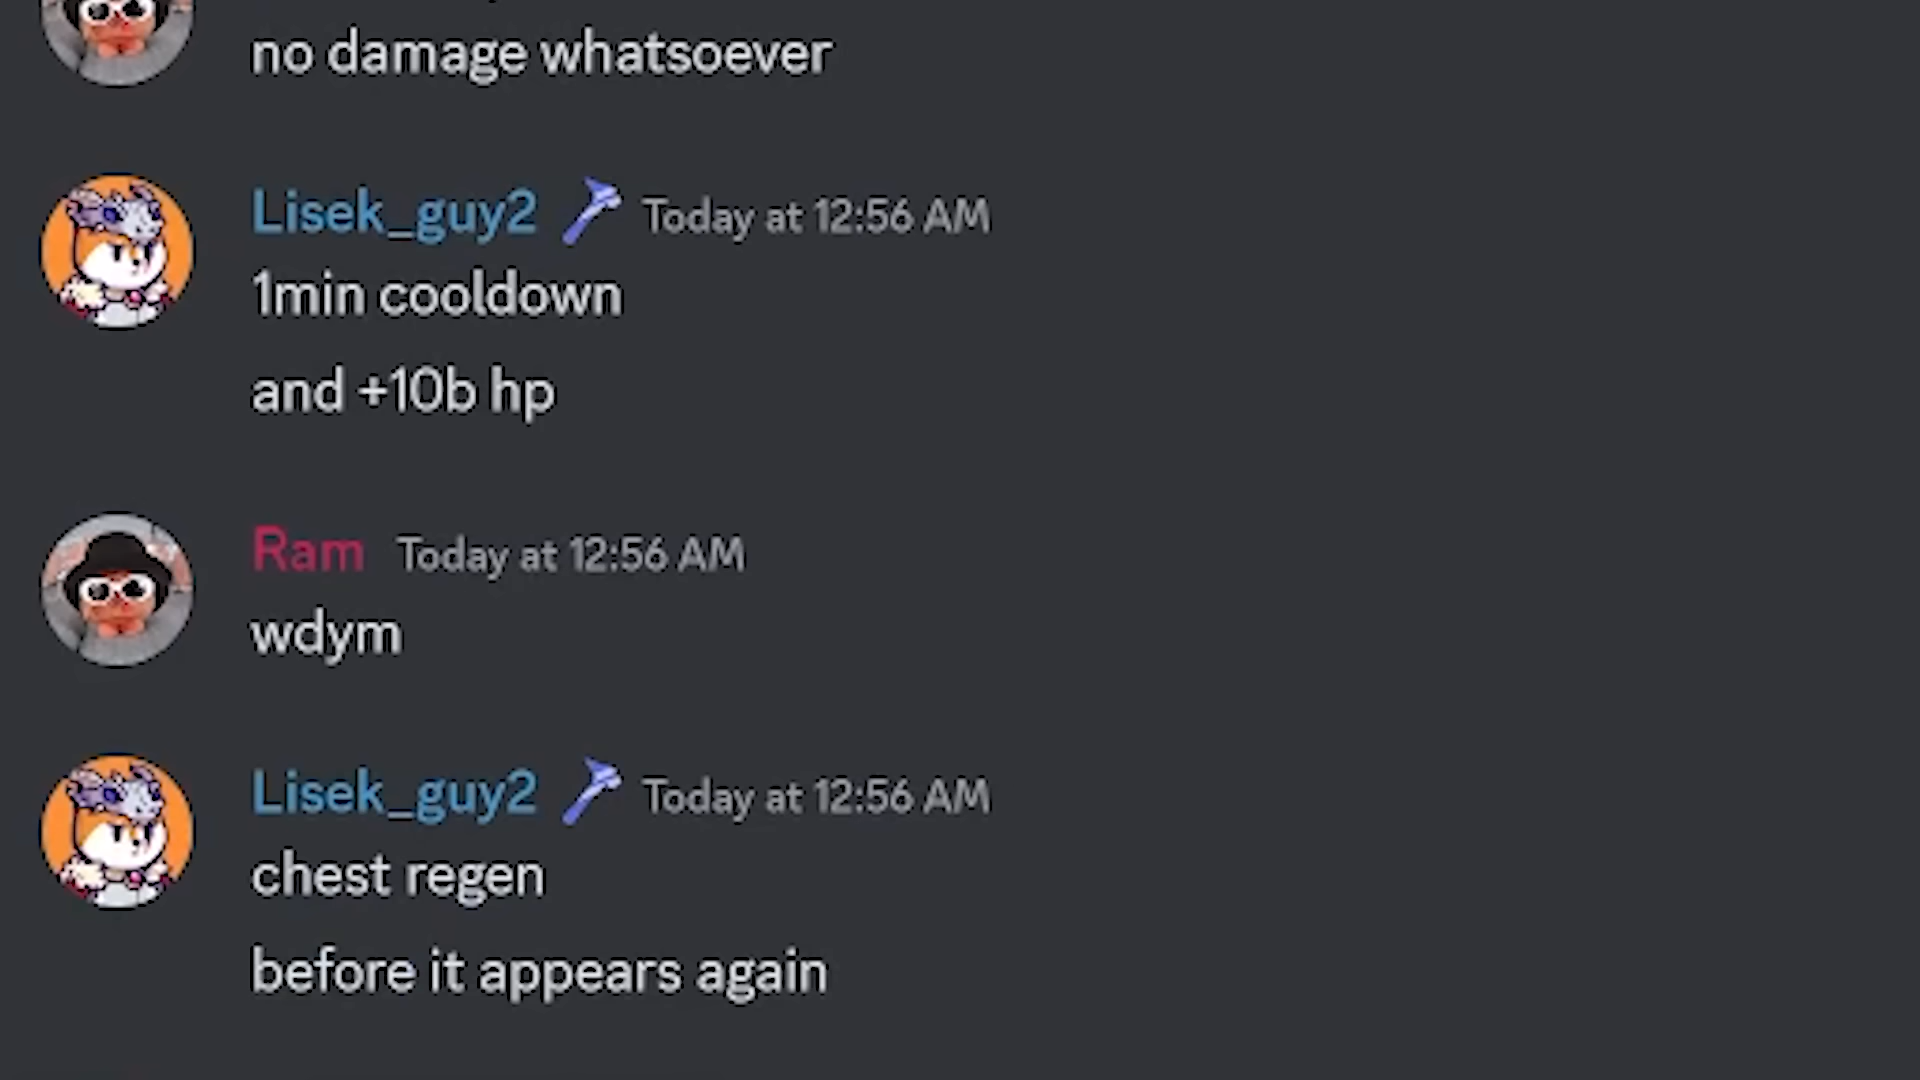 no damage whatsoever
Lisek_guy2 Today at 12:56 AM
1min cooldown
and +10b hp
Ram Today at 12:56 AM
wdym
Lisek_guy2 Today at 12:56 AM
chest regen
before it appears again